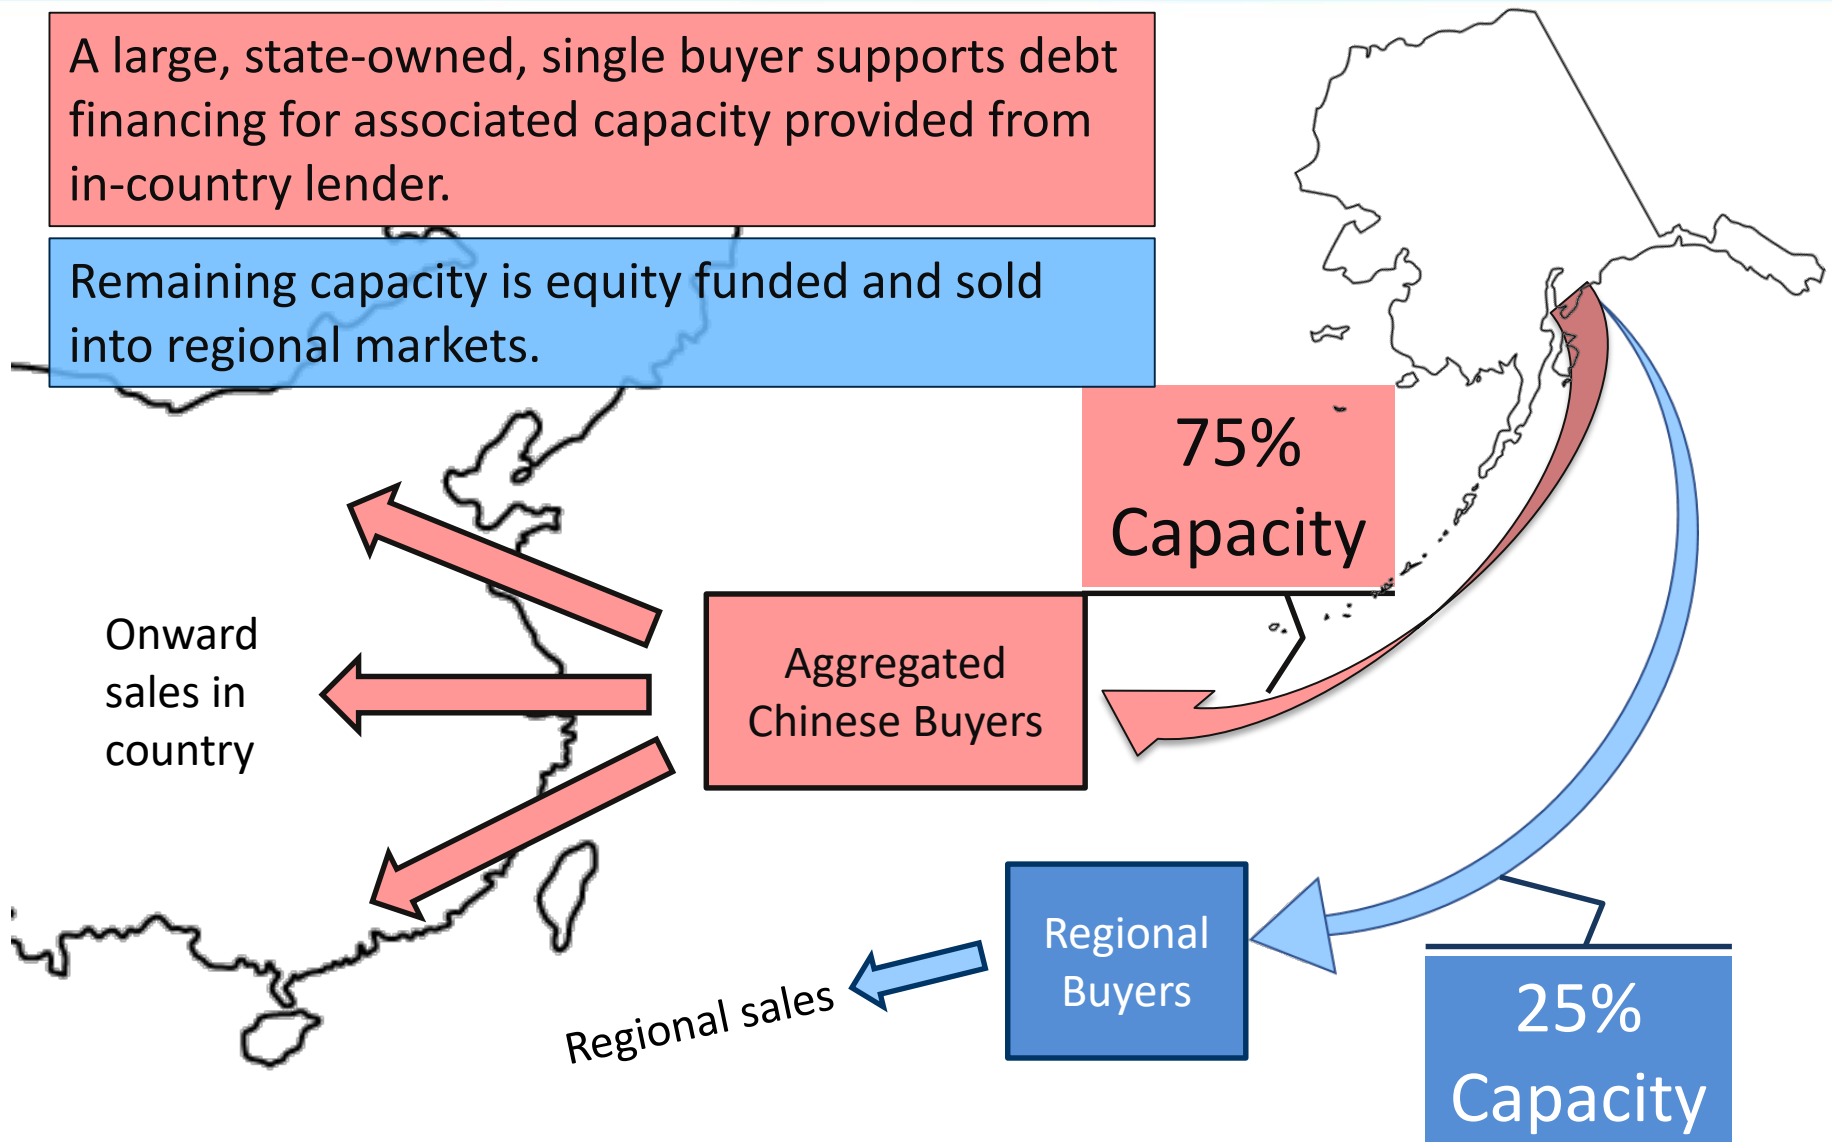 A large, state-owned, single buyer supports debt
financing for associated capacity provided from
in-country lender.
Remaining capacity is equity funded and sold
into regional markets.
75%
Capacity
Onward
sales in
country
Aggregated
Chinese Buyers
Regional
Buyers
Regional sales
25%
Capacity